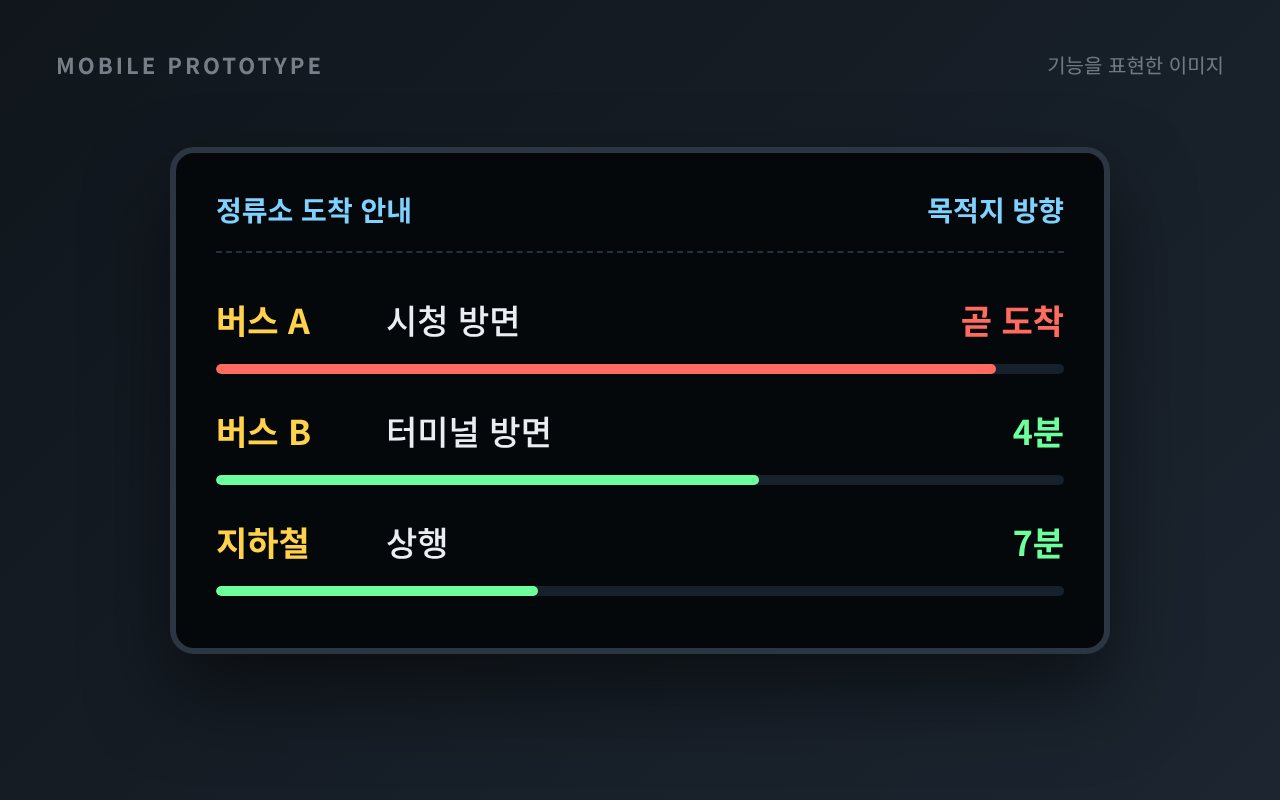 MOBILE PROTOTYPE 기능을 표현한 이미지
정류소 도착 안내 목적지 방향
버스 A 시청 방면 곧 도착
버스 B 터미널 방면 4분
지하철 상행 7분